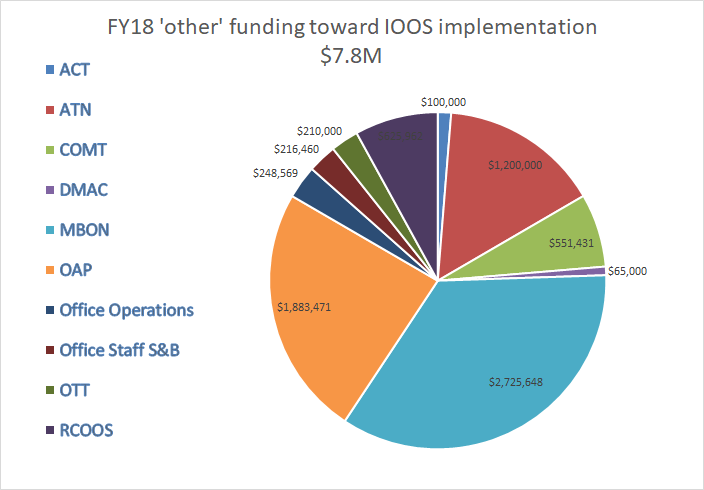 FY18 'other' funding toward IOOS implementation
$7.8M
ACT
ATN
COMT
DMAC
MBON
OAP
Office Operations
Office Staff S&B
OTT
RCOOS
$100,000
$1,200,000
$551,431
$65,000
$2,725,648
$1,883,471
$248,569
$216,460
$210,000